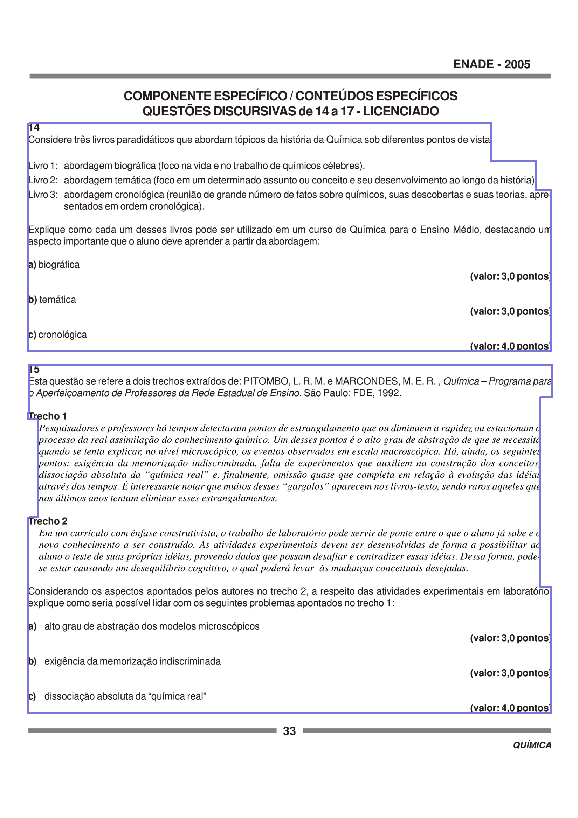 ENADE - 2005
COMPONENTE ESPECÍFICO / CONTEÚDOS ESPECÍFICOS
QUESTÕES DISCURSIVAS de 14 a 17 - LICENCIADO
14
Considere três livros paradidáticos que abordam tópicos da história da Química sob diferentes pontos de vista.
Livro 1: abordagem biográfica (foco na vida e no trabalho de químicos célebres).
Livro 2: abordagem temática (foco em um determinado assunto ou conceito e seu desenvolvimento ao longo da história).
Livro 3: abordagem cronológica (reunião de grande número de fatos sobre químicos, suas descobertas e suas teorias, apre-
sentados em ordem cronológica).
Explique como cada um desses livros pode ser utilizado em um curso de Química para o Ensino Médio, destacando um
aspecto importante que o aluno deve aprender a partir da abordagem:
a) biográfica
(valor: 3,0 pontos)
b) temática
(valor: 3,0 pontos)
c) cronológica
(valor: 4,0 pontos)
15
Esta questão se refere a dois trechos extraídos de: PITOMBO, L. R. M. e MARCONDES, M. E. R. , Química – Programa para
o Aperfeiçoamento de Professores da Rede Estadual de Ensino. São Paulo: FDE, 1992.
Trecho 1
Pesquisadores e professores há tempos detectaram pontos de estrangulamento que ou diminuem a rapidez ou estacionam o
processo da real assimilação do conhecimento químico. Um desses pontos é o alto grau de abstração de que se necessita
quando se tenta explicar, no nível microscópico, os eventos observados em escala macroscópica. Há, ainda, os seguintes
pontos: exigência da memorização indiscriminada, falta de experimentos que auxiliem na construção dos conceitos,
dissociação absoluta da “química real” e, finalmente, omissão quase que completa em relação à evolução das idéias
através dos tempos. É interessante notar que muitos desses “gargalos” aparecem nos livros-texto, sendo raros aqueles que
nos últimos anos tentam eliminar esses estrangulamentos.
Trecho 2
Em um currículo com ênfase construtivista, o trabalho de laboratório pode servir de ponte entre o que o aluno já sabe e o
novo conhecimento a ser construído. As atividades experimentais devem ser desenvolvidas de forma a possibilitar ao
aluno o teste de suas próprias idéias, provendo dados que possam desafiar e contradizer essas idéias. Dessa forma, pode-
se estar causando um desequilíbrio cognitivo, o qual poderá levar às mudanças conceituais desejadas.
Considerando os aspectos apontados pelos autores no trecho 2, a respeito das atividades experimentais em laboratório,
explique como seria possível lidar com os seguintes problemas apontados no trecho 1:
a) alto grau de abstração dos modelos microscópicos
(valor: 3,0 pontos)
b) exigência da memorização indiscriminada
(valor: 3,0 pontos)
c) dissociação absoluta da “química real”
(valor: 4,0 pontos)
33
QUÍMICA